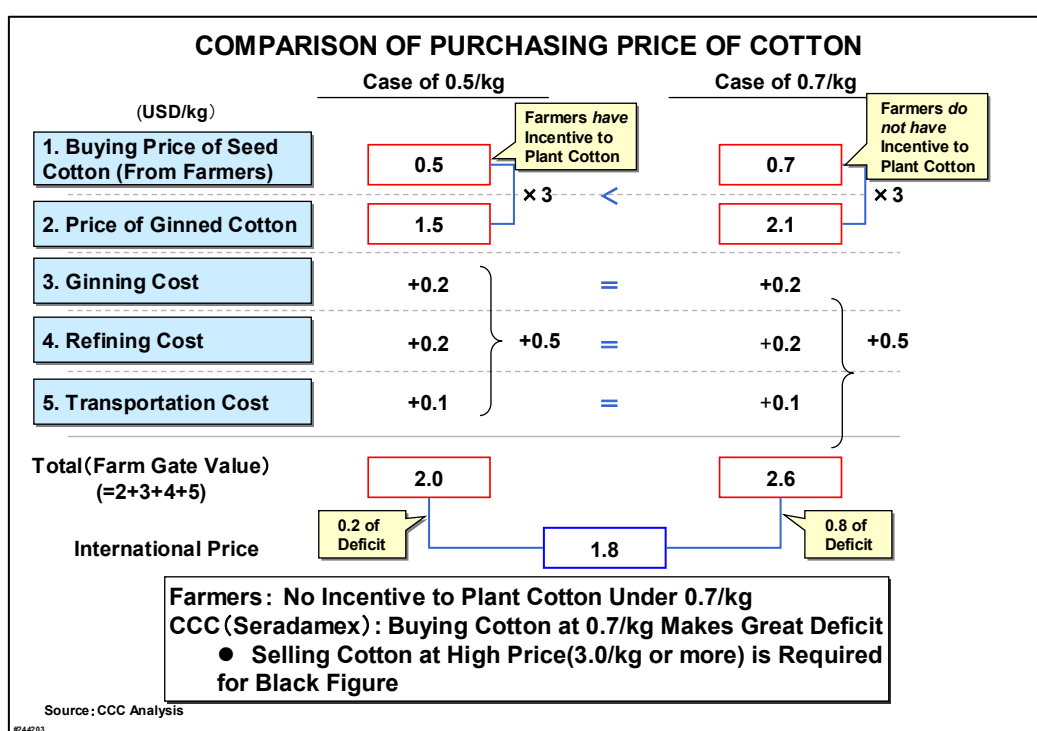 COMPARISON OF PURCHASING PRICE OF COTTON
Case of 0.5/kg
Case of 0.7/kg
(USD/kg)
Farmers have
Incentive to
Plant Cotton
Farmers do
not have
Incentive to
Plant Cotton
1. Buying Price of Seed
Cotton (From Farmers)
0.5
0.7
×3
<
×3
2. Price of Ginned Cotton
1.5
2.1
3. Ginning Cost
+0.2
=
+0.2
4. Refining Cost
+0.2
+0.5
=
+0.2
+0.5
5. Transportation Cost
+0.1
=
+0.1
Total(Farm Gate Value)
(=2+3+4+5)
2.0
2.6
0.2 of
Deficit
0.8 of
Deficit
International Price
1.8
Farmers: No Incentive to Plant Cotton Under 0.7/kg
CCC(Seradamex): Buying Cotton at 0.7/kg Makes Great Deficit
● Selling Cotton at High Price(3.0/kg or more) is Required
for Black Figure
Source:CCC Analysis
#244203